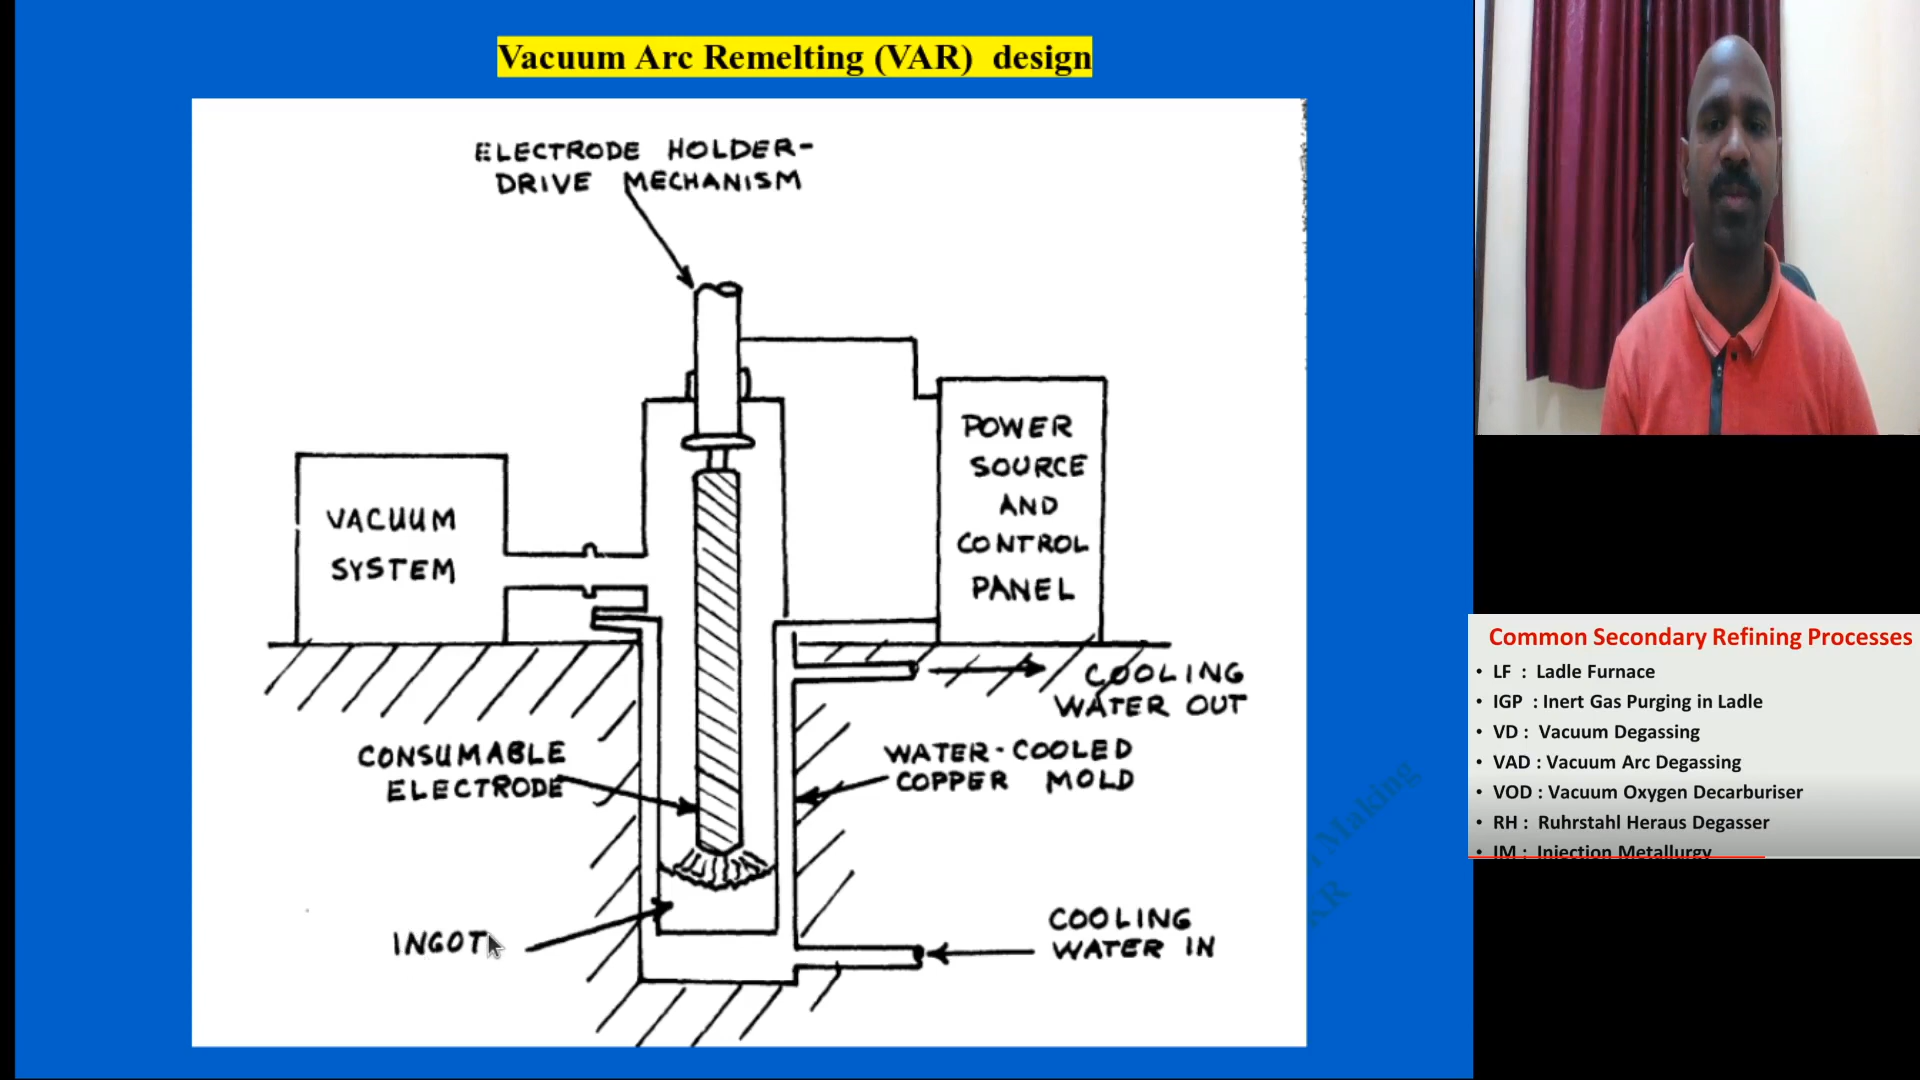 Vacuum Arc Remelting (VAR) design
ELECTRODE HOLDER-
DRIVE MECHANISM
POWER
SOURCE
AND
CONTROL
PANEL
VACUUM
SYSTEM
COOLING
WATER OUT
CONSUMABLE
ELECTRODE
WATER-COOLED
COPPER MOLD
INGOT
COOLING
WATER IN
Making
Common Secondary Refining Processes
• LF : Ladle Furnace
• IGP : Inert Gas Purging in Ladle
• VD : Vacuum Degassing
• VAD : Vacuum Arc Degassing
• VOD : Vacuum Oxygen Decarburiser
• RH : Ruhrstahl Heraus Degasser
• IM : Injection Metallurgy